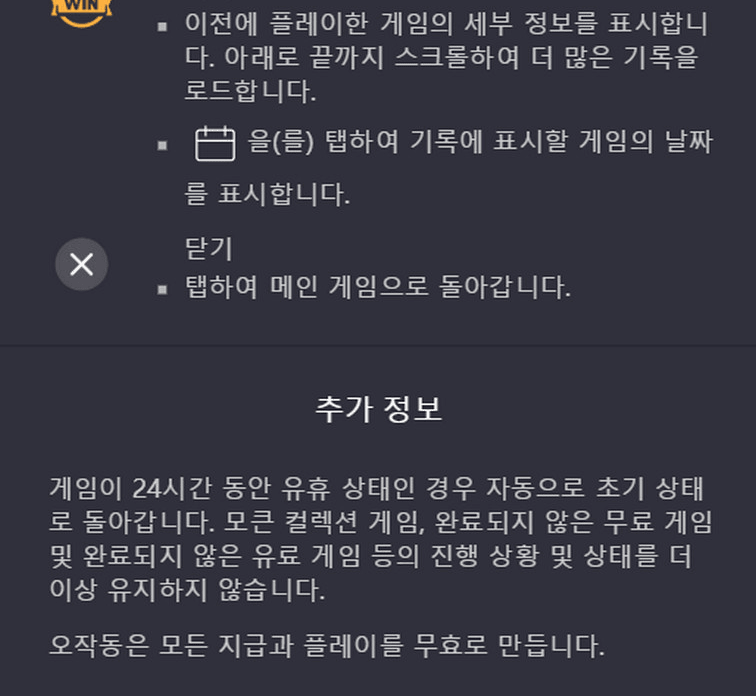 WIN
이전에 플레이한 게임의 세부 정보를 표시합니
다. 아래로 끝까지 스크롤하여 더 많은 기록을
로드합니다.
을(를) 탭하여 기록에 표시할 게임의 날짜
를 표시합니다.
닫기
탭하여 메인 게임으로 돌아갑니다.
추가 정보
게임이 24시간 동안 유휴 상태인 경우 자동으로 초기 상태
로 돌아갑니다. 모큰 컬렉션 게임, 완료되지 않은 무료 게임
및 완료되지 않은 유료 게임 등의 진행 상황 및 상태를 더
이상 유지하지 않습니다.
오작동은 모든 지급과 플레이를 무효로 만듭니다.